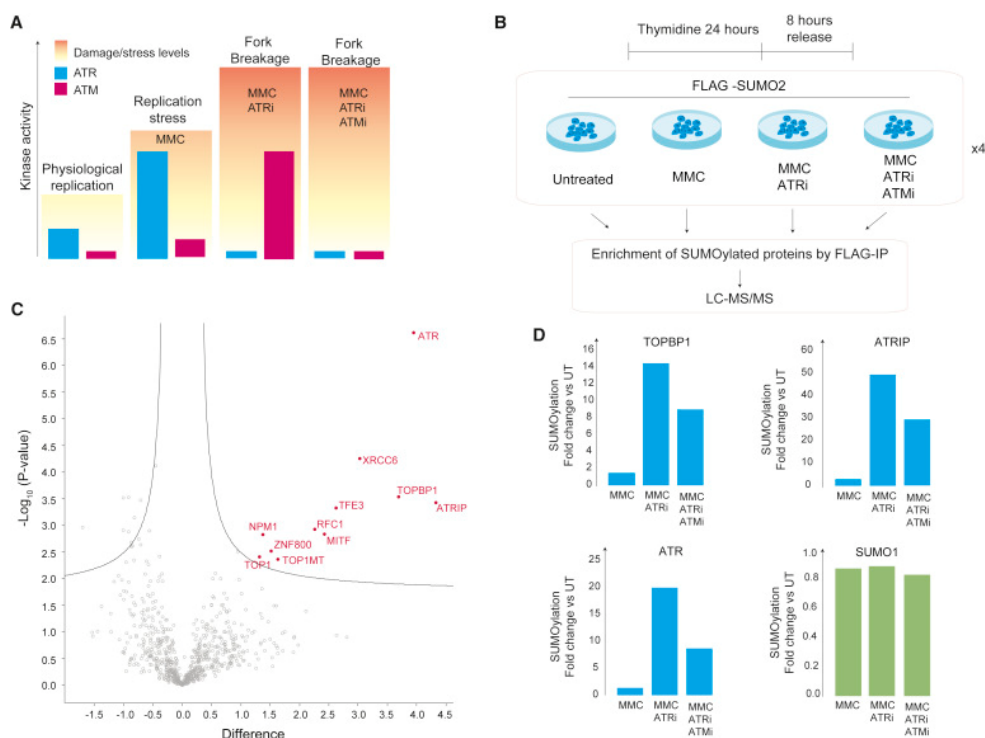 A
Kinase activity
Damage/stress levels
ATR
ATM
Physiological
replication
Replication
stress
MMC
Fork
Breakage
MMC
ATRi
Fork
Breakage
MMC
ATRi
ATMi
B
Thymidine 24 hours
8 hours
release
FLAG -SUMO2
Untreated
MMC
MMC
ATRi
MMC
ATRi
ATMi
x4
Enrichment of SUMOylated proteins by FLAG-IP
LC-MS/MS
C
-Log10 (P-value)
6.5
6.0
5.5
5.0
4.5
4.0
3.5
3.0
2.5
2.0
1.5
1.0
0.5
0.0
ATR
XRCC6
TOPBP1
ATRIP
TFE3
RFC1
MITF
NPM1
ZNF800
TOP1
TOP1MT
-1.5 -1.0 -0.5 0.0 0.5 1.0 1.5 2.0 2.5 3.0 3.5 4.0 4.5
Difference
D
TOPBP1
SUMOylation
Fold change vs UT
16
14
12
10
8
6
4
2
0
MMC
MMC
ATRi
MMC
ATRi
ATMi
ATRIP
SUMOylation
Fold change vs UT
60
50
40
30
20
10
0
MMC
MMC
ATRi
MMC
ATRi
ATMi
ATR
SUMOylation
Fold change vs UT
25
20
15
10
5
0
MMC
MMC
ATRi
MMC
ATRi
ATMi
SUMO1
SUMOylation
Fold change vs UT
1.0
0.8
0.6
0.4
0.2
0.0
MMC
MMC
ATRi
MMC
ATRi
ATMi